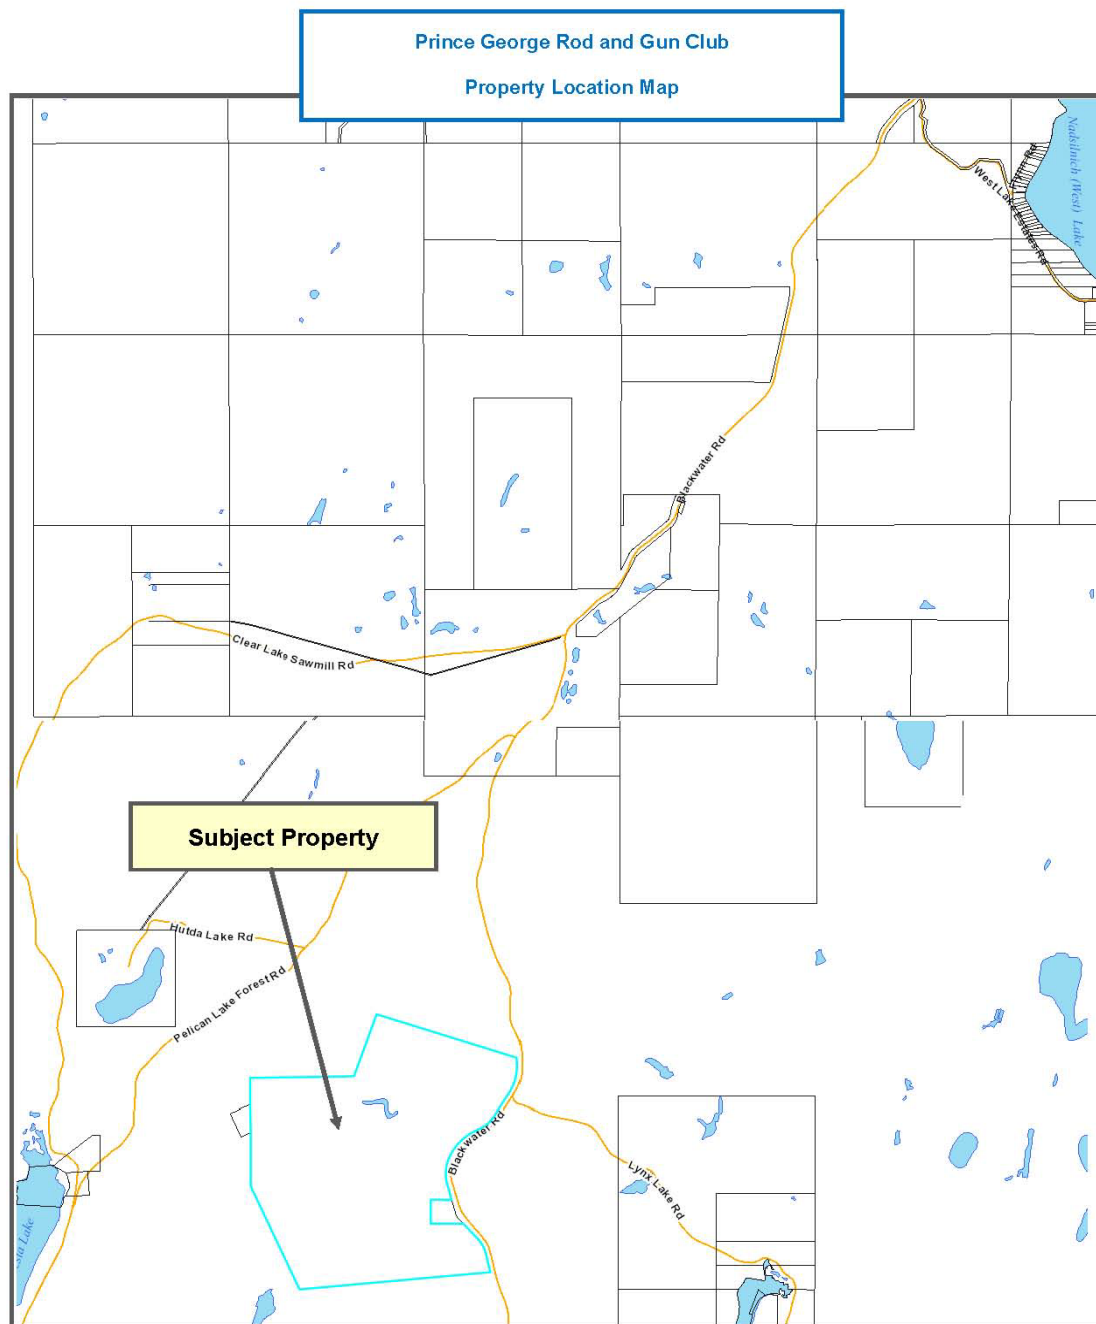 Prince George Rod and Gun Club
Property Location Map
Nadsilnich (West) Lake
West Lake Estates Rd
Blackwater Rd
Clear Lake Sawmill Rd
Subject Property
Hutda Lake Rd
Pelican Lake Forest Rd
Blackwater Rd
Lynx Lake Rd
Lake